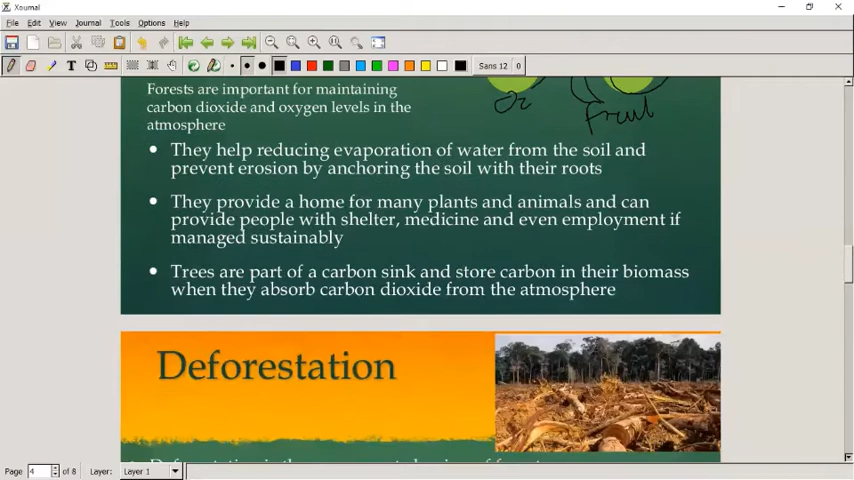 Xournal
File Edit View Journal Tools Options Help
Sans 12 0
Forests are important for maintaining
carbon dioxide and oxygen levels in the
atmosphere
• They help reducing evaporation of water from the soil and
prevent erosion by anchoring the soil with their roots
• They provide a home for many plants and animals and can
provide people with shelter, medicine and even employment if
managed sustainably
• Trees are part of a carbon sink and store carbon in their biomass
when they absorb carbon dioxide from the atmosphere
Deforestation
Page 4 of 8 Layer: Layer 1